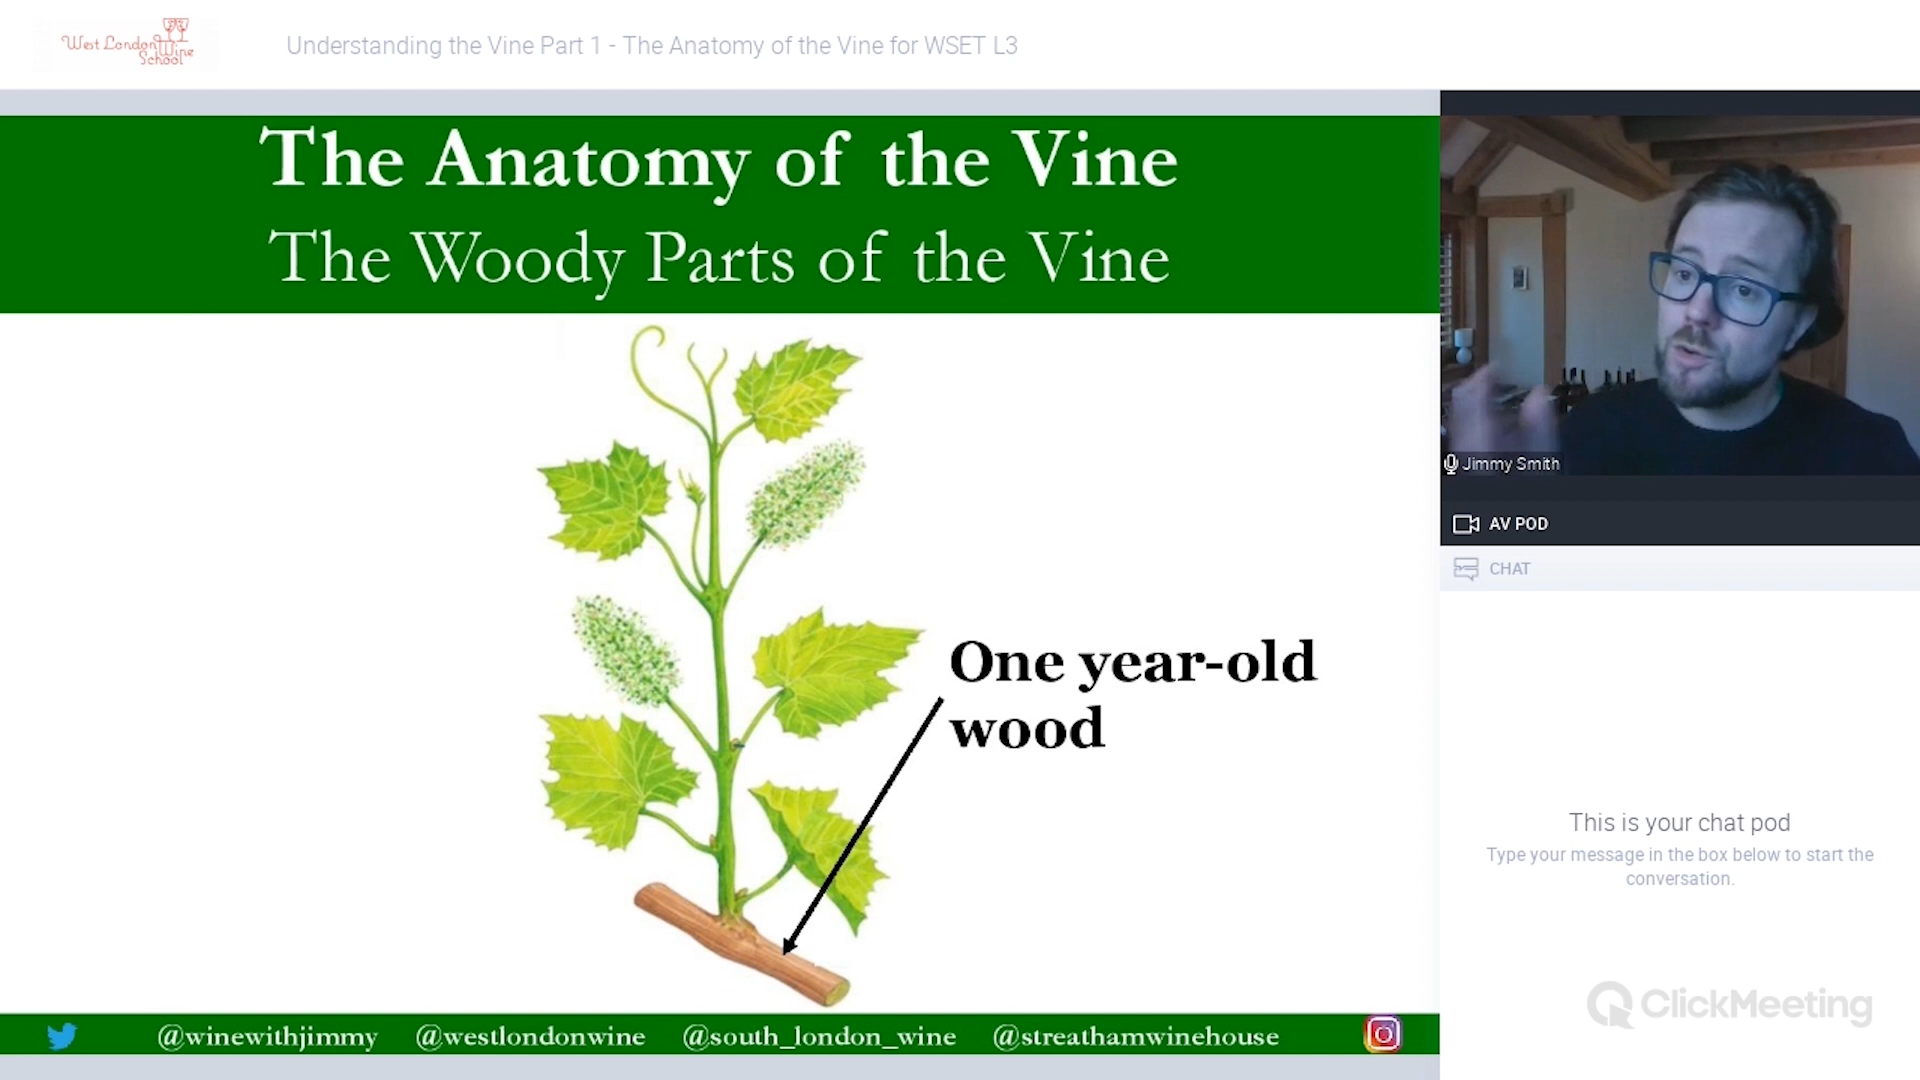 West London
Wine
School
Understanding the Vine Part 1 - The Anatomy of the Vine for WSET L3
The Anatomy of the Vine
The Woody Parts of the Vine
One year-old
wood
@winewithjimmy @westlondonwine @south_london_wine @streathamwinehouse
Jimmy Smith
AV POD
CHAT
This is your chat pod
Type your message in the box below to start the
conversation.
ClickMeeting